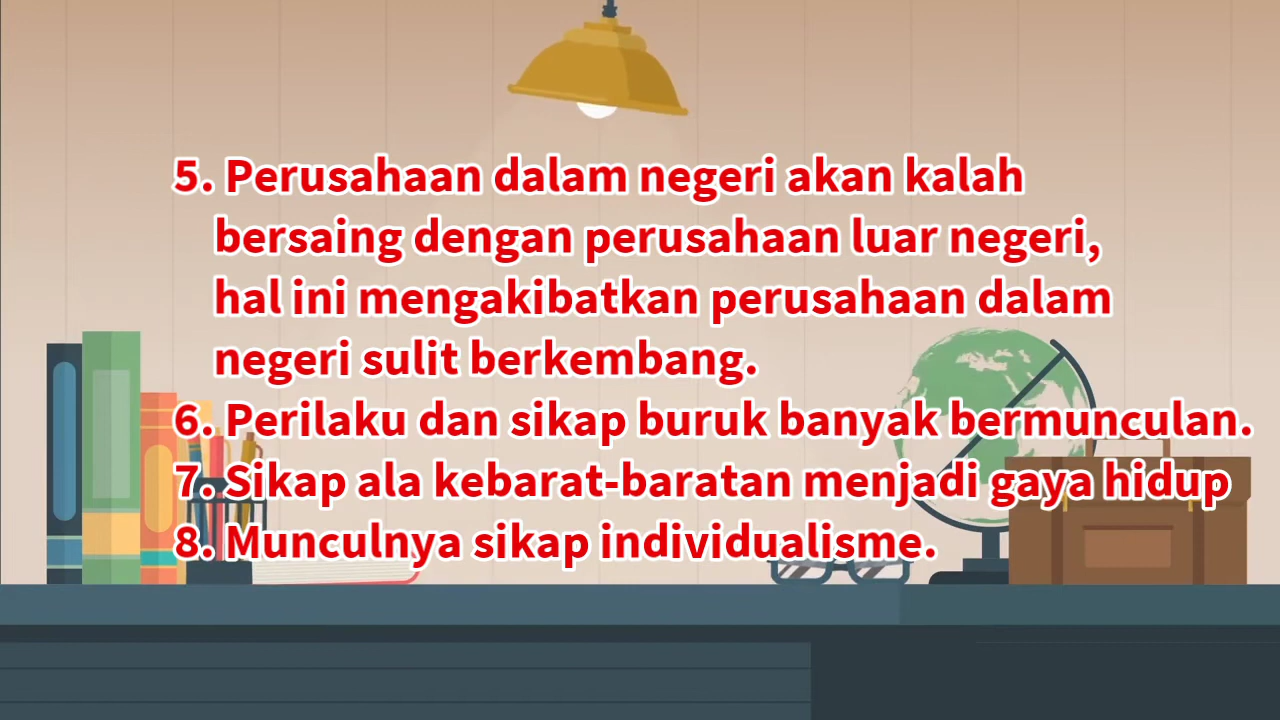 5. Perusahaan dalam negeri akan kalah
bersaing dengan perusahaan luar negeri,
hal ini mengakibatkan perusahaan dalam
negeri sulit berkembang.
6. Perilaku dan sikap buruk banyak bermunculan.
7. Sikap ala kebarat-baratan menjadi gaya hidup
8. Munculnya sikap individualisme.